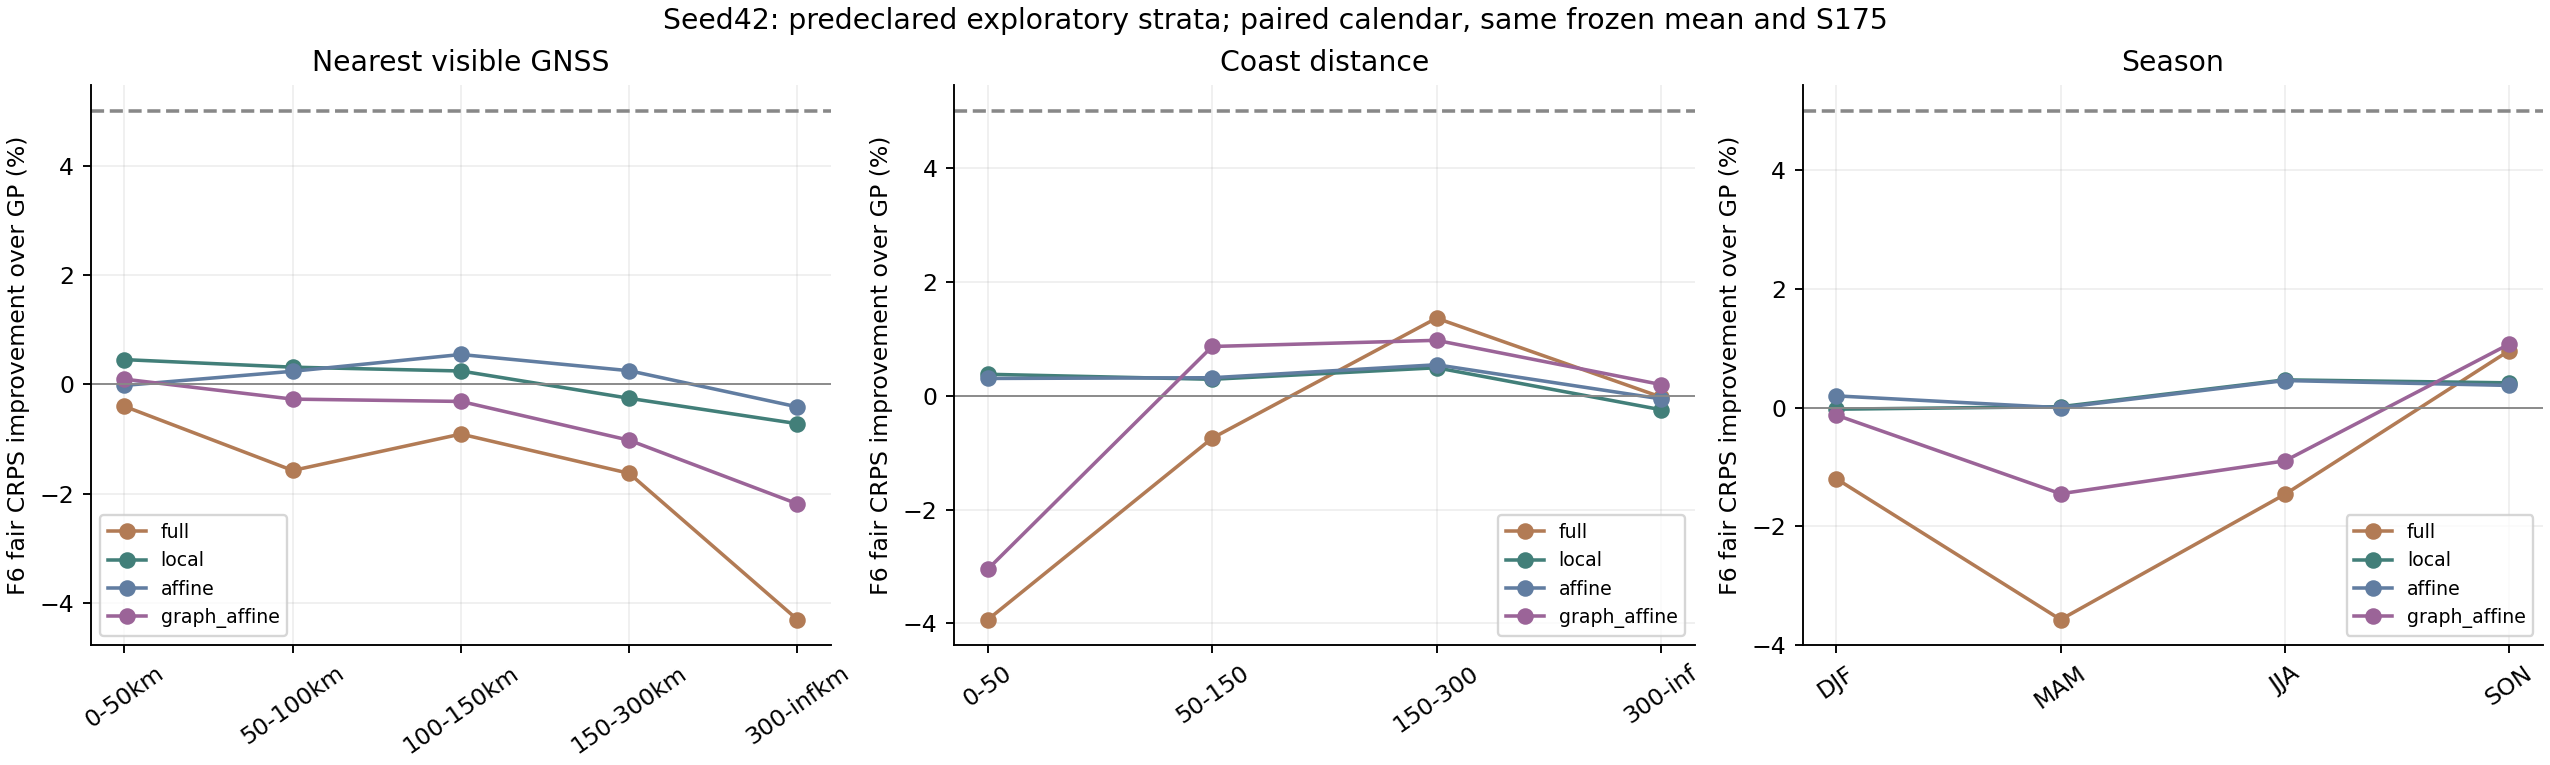 Seed42: predeclared exploratory strata; paired calendar, same frozen mean and S175
Nearest visible GNSS
F6 fair CRPS improvement over GP (%)
4
2
0
−2
−4
full
local
affine
graph_affine
0-50km
50-100km
100-150km
150-300km
300-infkm
Coast distance
F6 fair CRPS improvement over GP (%)
4
2
0
−2
−4
full
local
affine
graph_affine
0-50
50-150
150-300
300-inf
Season
F6 fair CRPS improvement over GP (%)
4
2
0
−2
−4
full
local
affine
graph_affine
DJF
MAM
JJA
SON